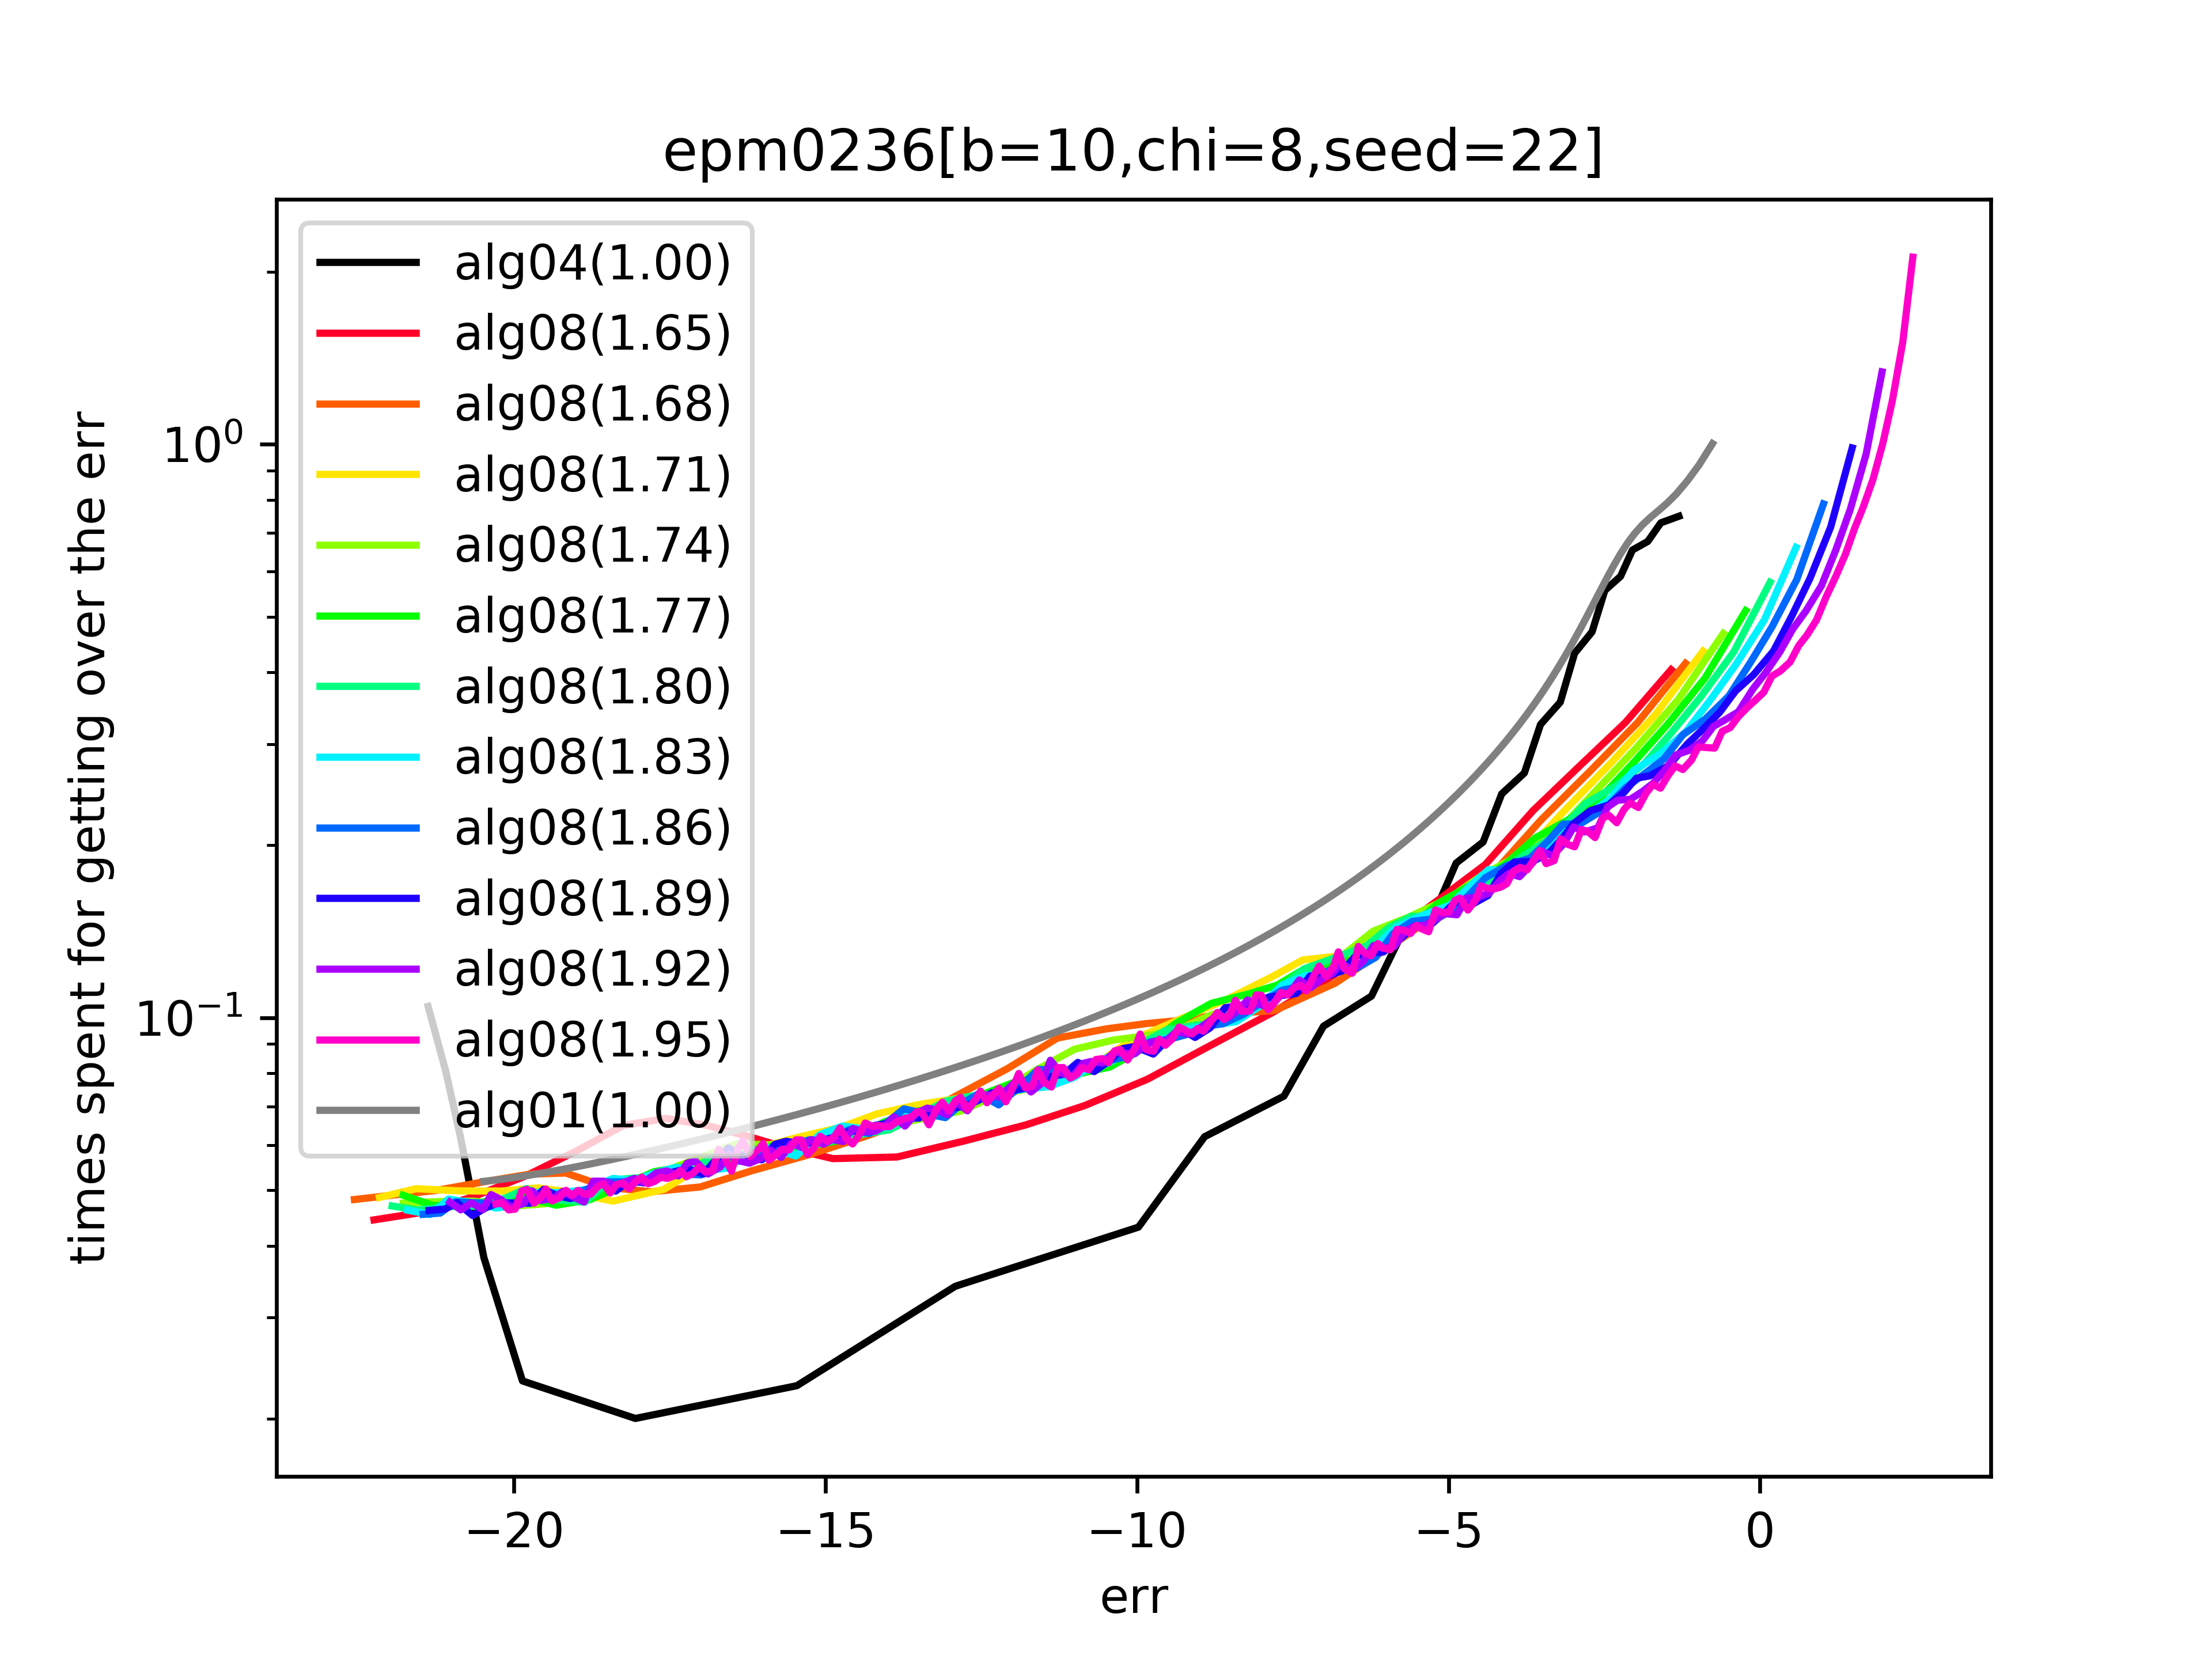 epm0236[b=10,chi=8,seed=22]
times spent for getting over the err
10⁰
10⁻¹
alg04(1.00)
alg08(1.65)
alg08(1.68)
alg08(1.71)
alg08(1.74)
alg08(1.77)
alg08(1.80)
alg08(1.83)
alg08(1.86)
alg08(1.89)
alg08(1.92)
alg08(1.95)
alg01(1.00)
−20 −15 −10 −5 0
err